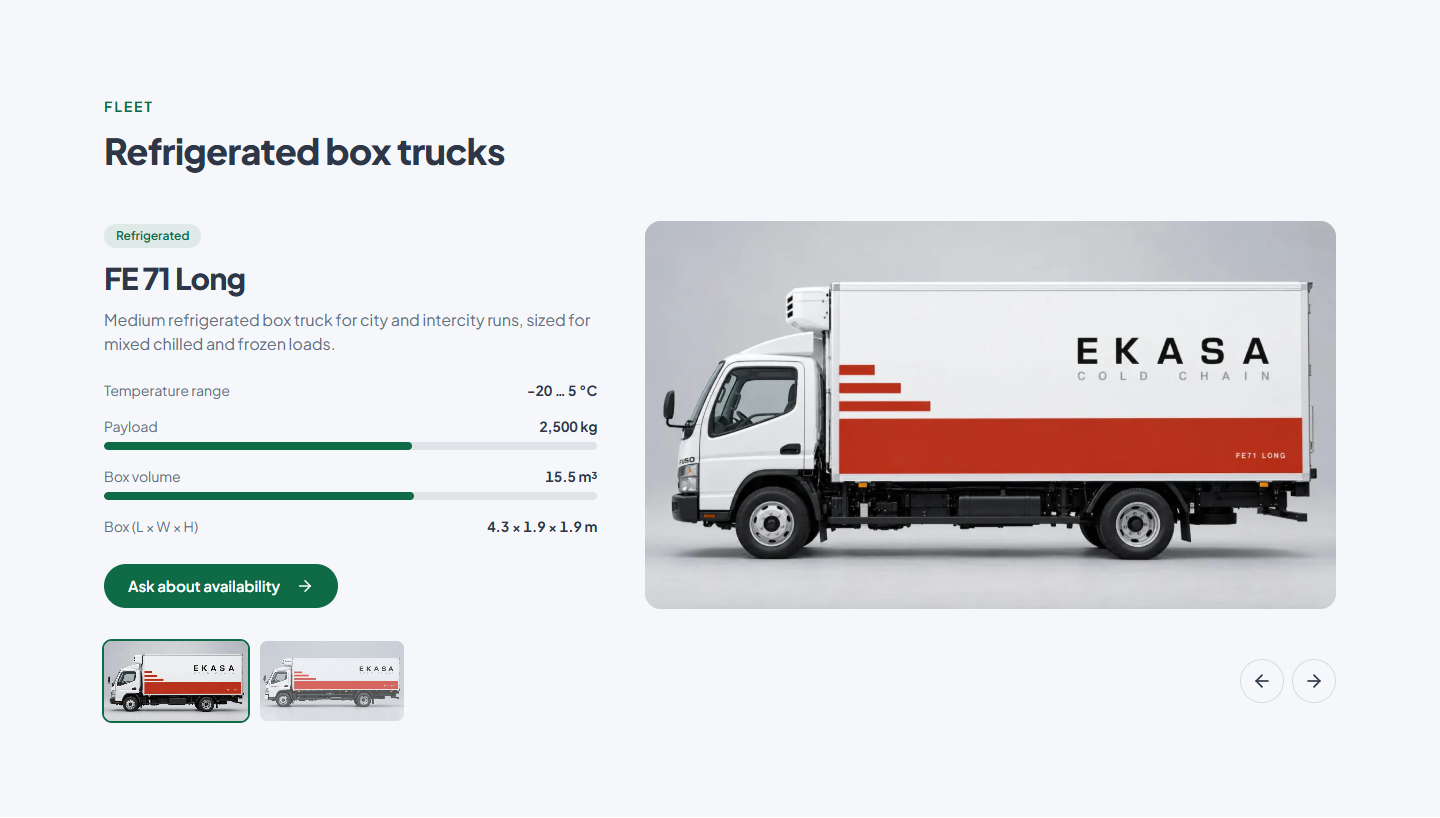 FLEET
Refrigerated box trucks
Refrigerated
FE 71 Long
Medium refrigerated box truck for city and intercity runs, sized for
mixed chilled and frozen loads.
Temperature range
-20 … 5 °C
Payload
2,500 kg
Box volume
15.5 m³
Box (L × W × H)
4.3 × 1.9 × 1.9 m
Ask about availability
EKASA
COLD CHAIN
FE71 LONG
FUSO
EKASA
EKASA